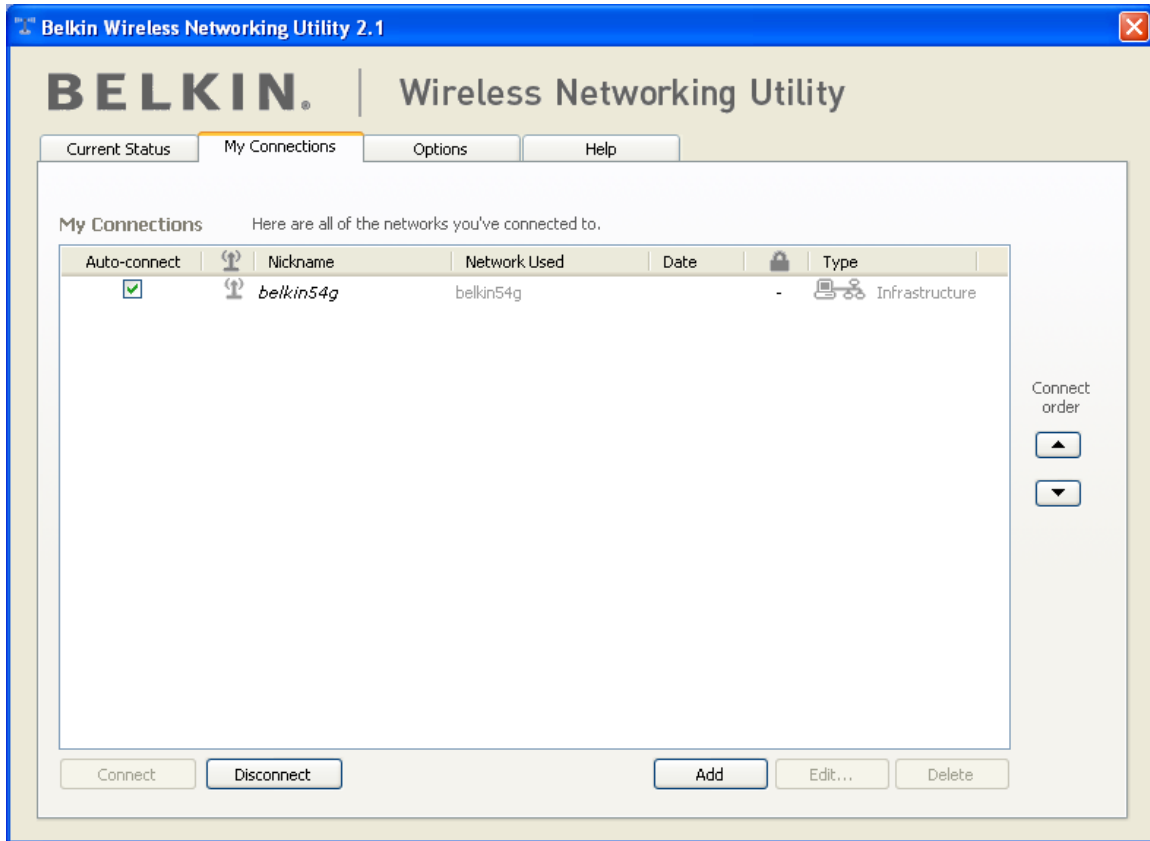 Belkin Wireless Networking Utility 2.1
BELKIN. Wireless Networking Utility
Current Status My Connections Options Help
My Connections Here are all of the networks you've connected to.
Auto-connect Nickname Network Used Date Type
belkin54g belkin54g - Infrastructure
Connect
order
Connect Disconnect Add Edit... Delete